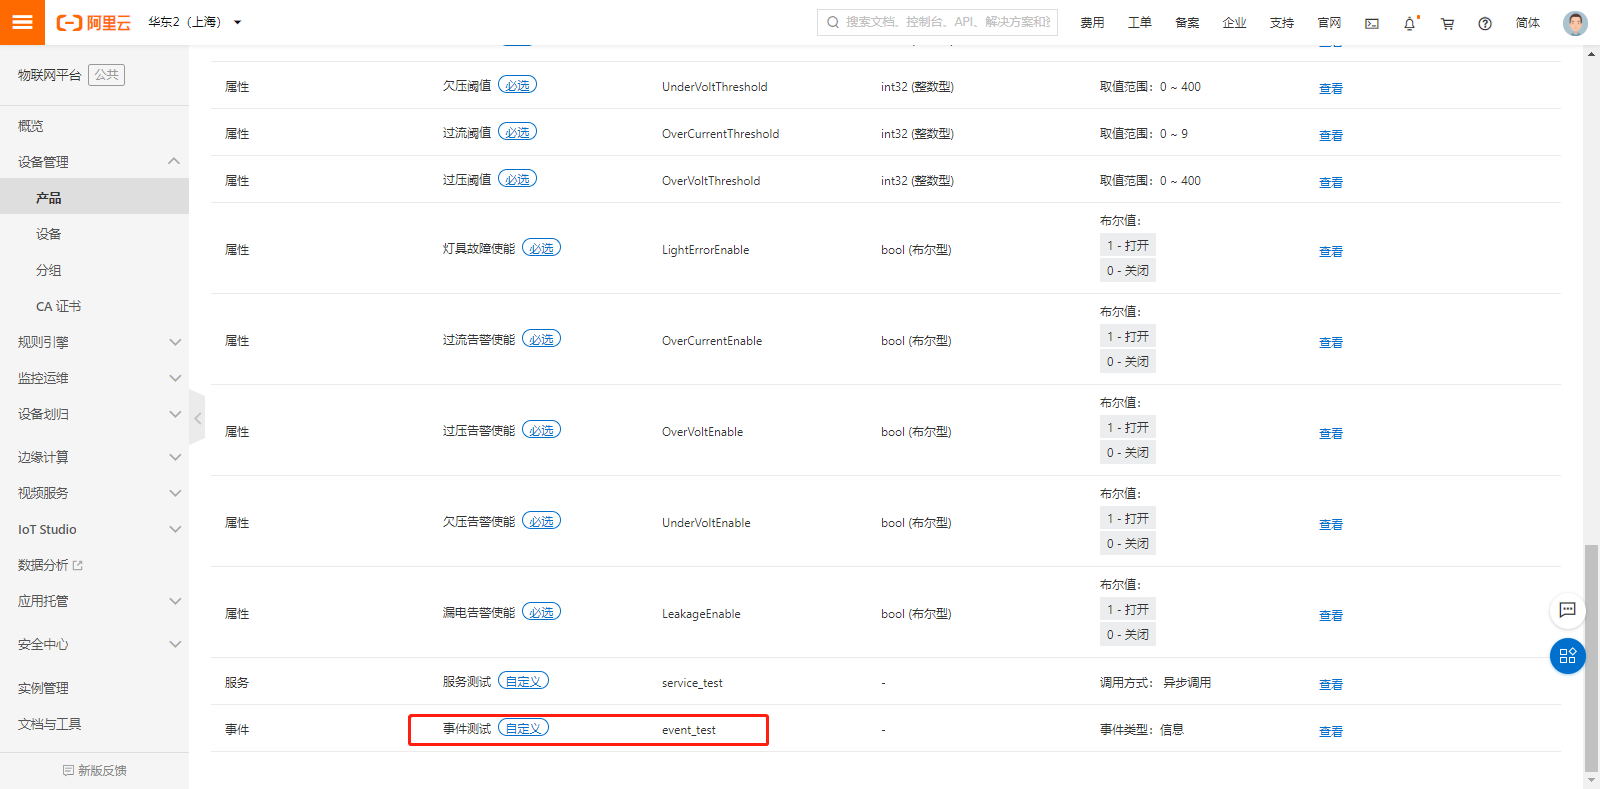 阿里云
华东2（上海）
搜索文档、控制台、API、解决方案和资
费用
工单
备案
企业
支持
官网
简体
物联网平台 公共
概览
设备管理
产品
设备
分组
CA 证书
规则引擎
监控运维
设备划归
边缘计算
视频服务
IoT Studio
数据分析
应用托管
安全中心
实例管理
文档与工具
新版反馈
属性 欠压阈值 必选 UnderVoltThreshold int32 (整数型) 取值范围：0 ~ 400 查看
属性 过流阈值 必选 OverCurrentThreshold int32 (整数型) 取值范围：0 ~ 9 查看
属性 过压阈值 必选 OverVoltThreshold int32 (整数型) 取值范围：0 ~ 400 查看
布尔值：
属性 灯具故障使能 必选 LightErrorEnable bool (布尔型) 1 - 打开 查看
0 - 关闭
布尔值：
属性 过流告警使能 必选 OverCurrentEnable bool (布尔型) 1 - 打开 查看
0 - 关闭
布尔值：
属性 过压告警使能 必选 OverVoltEnable bool (布尔型) 1 - 打开 查看
0 - 关闭
布尔值：
属性 欠压告警使能 必选 UnderVoltEnable bool (布尔型) 1 - 打开 查看
0 - 关闭
布尔值：
属性 漏电告警使能 必选 LeakageEnable bool (布尔型) 1 - 打开 查看
0 - 关闭
服务 服务测试 自定义 service_test - 调用方式： 异步调用 查看
事件 事件测试 自定义 event_test - 事件类型：信息 查看